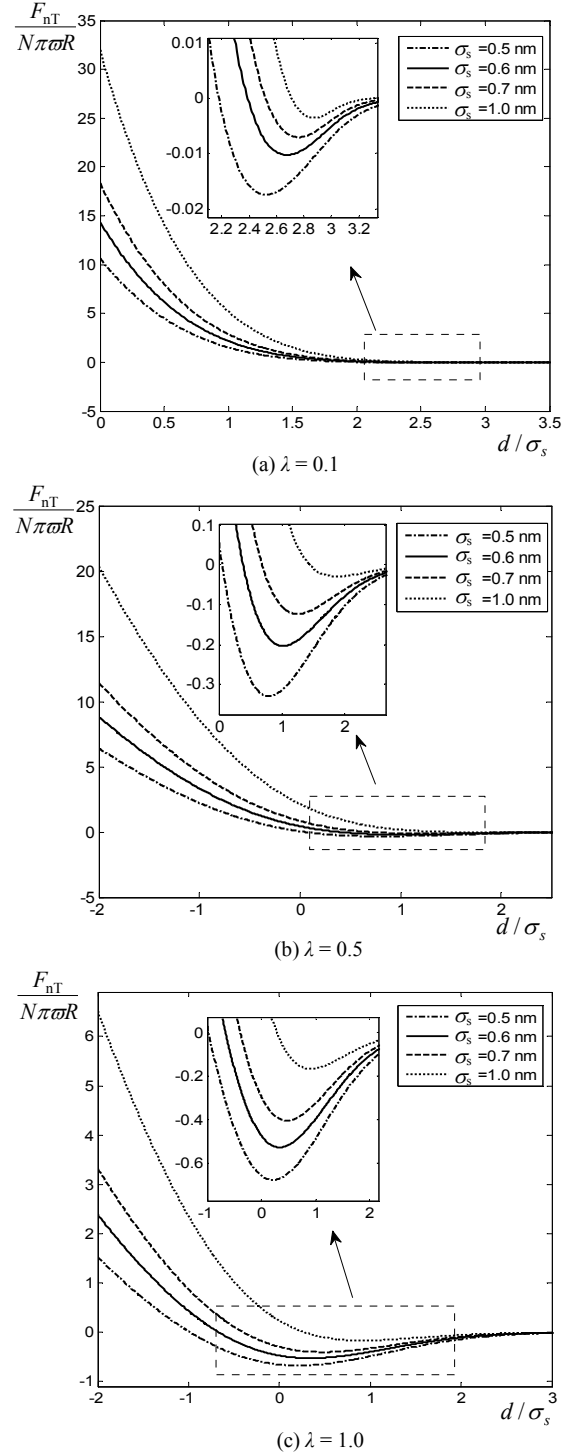 F_nT
NπϖR
35
30
25
20
15
10
5
0
-5
0 0.5 1 1.5 2 2.5 3 3.5
d / σ_s
0.01
0
-0.01
-0.02
2.2 2.4 2.6 2.8 3 3.2
σ_s =0.5 nm
σ_s =0.6 nm
σ_s =0.7 nm
σ_s =1.0 nm
(a) λ = 0.1
F_nT
NπϖR
25
20
15
10
5
0
-5
-2 -1 0 1 2
d / σ_s
0.1
0
-0.1
-0.2
-0.3
0 1 2
σ_s =0.5 nm
σ_s =0.6 nm
σ_s =0.7 nm
σ_s =1.0 nm
(b) λ = 0.5
F_nT
NπϖR
6
5
4
3
2
1
0
-1
-2 -1 0 1 2 3
d / σ_s
0
-0.2
-0.4
-0.6
-1 0 1 2
σ_s =0.5 nm
σ_s =0.6 nm
σ_s =0.7 nm
σ_s =1.0 nm
(c) λ = 1.0